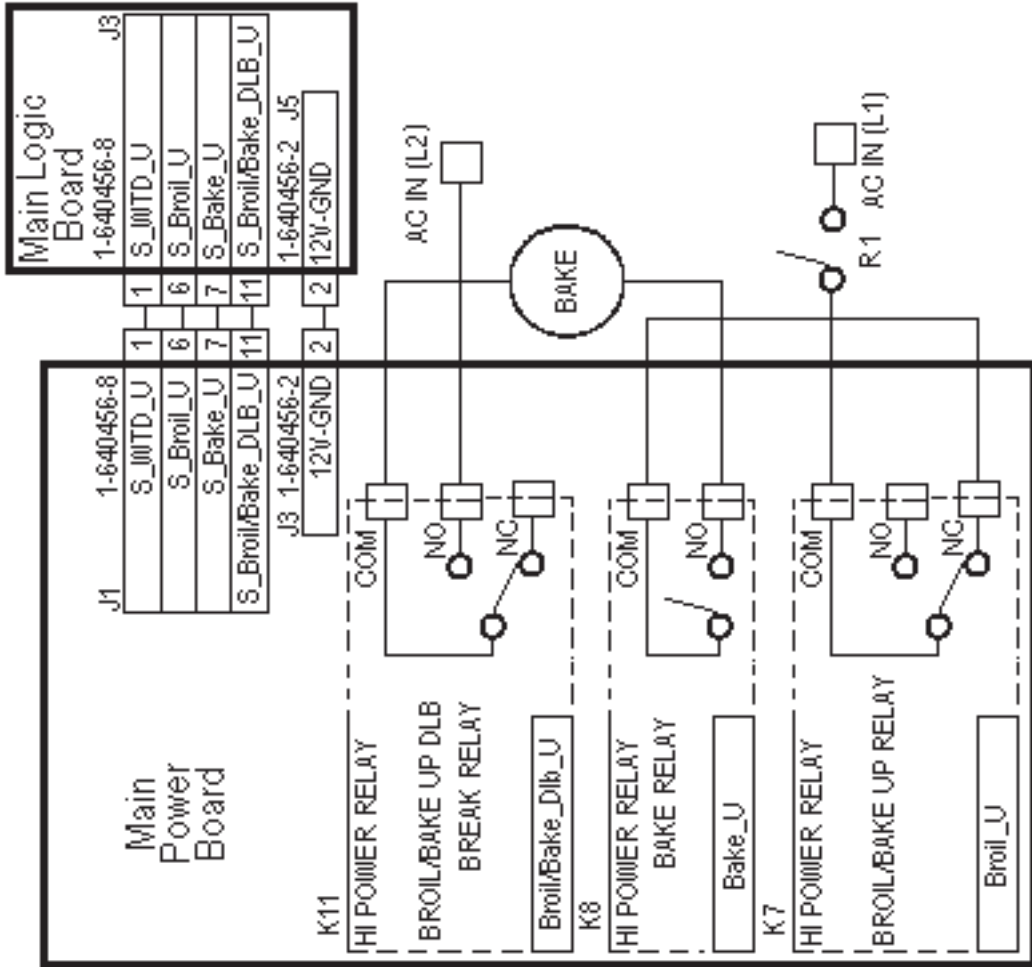 Main Logic
Board
1-640456-8
J3
S_WTD_U
S_Broil_U
S_Bake_U
S_Broil/Bake_DLB_U
1-640456-2 J5
12V-GND
1
6
7
11
2
1
6
7
11
2
Main
Power
Board
J1
1-640456-8
S_WTD_U
S_Broil_U
S_Bake_U
S_Broil/Bake_DLB_U
J3 1-640456-2
12V-GND
K11
HI POWER RELAY
BROIL/BAKE UP DLB
BREAK RELAY
Broil/Bake_Dlb_U
COM
NO
NC
AC IN (L2)
BAKE
K8
HI POWER RELAY
BAKE RELAY
Bake_U
COM
NO
K7
HI POWER RELAY
BROIL/BAKE UP RELAY
Broil_U
COM
NO
NC
R1
AC IN (L1)